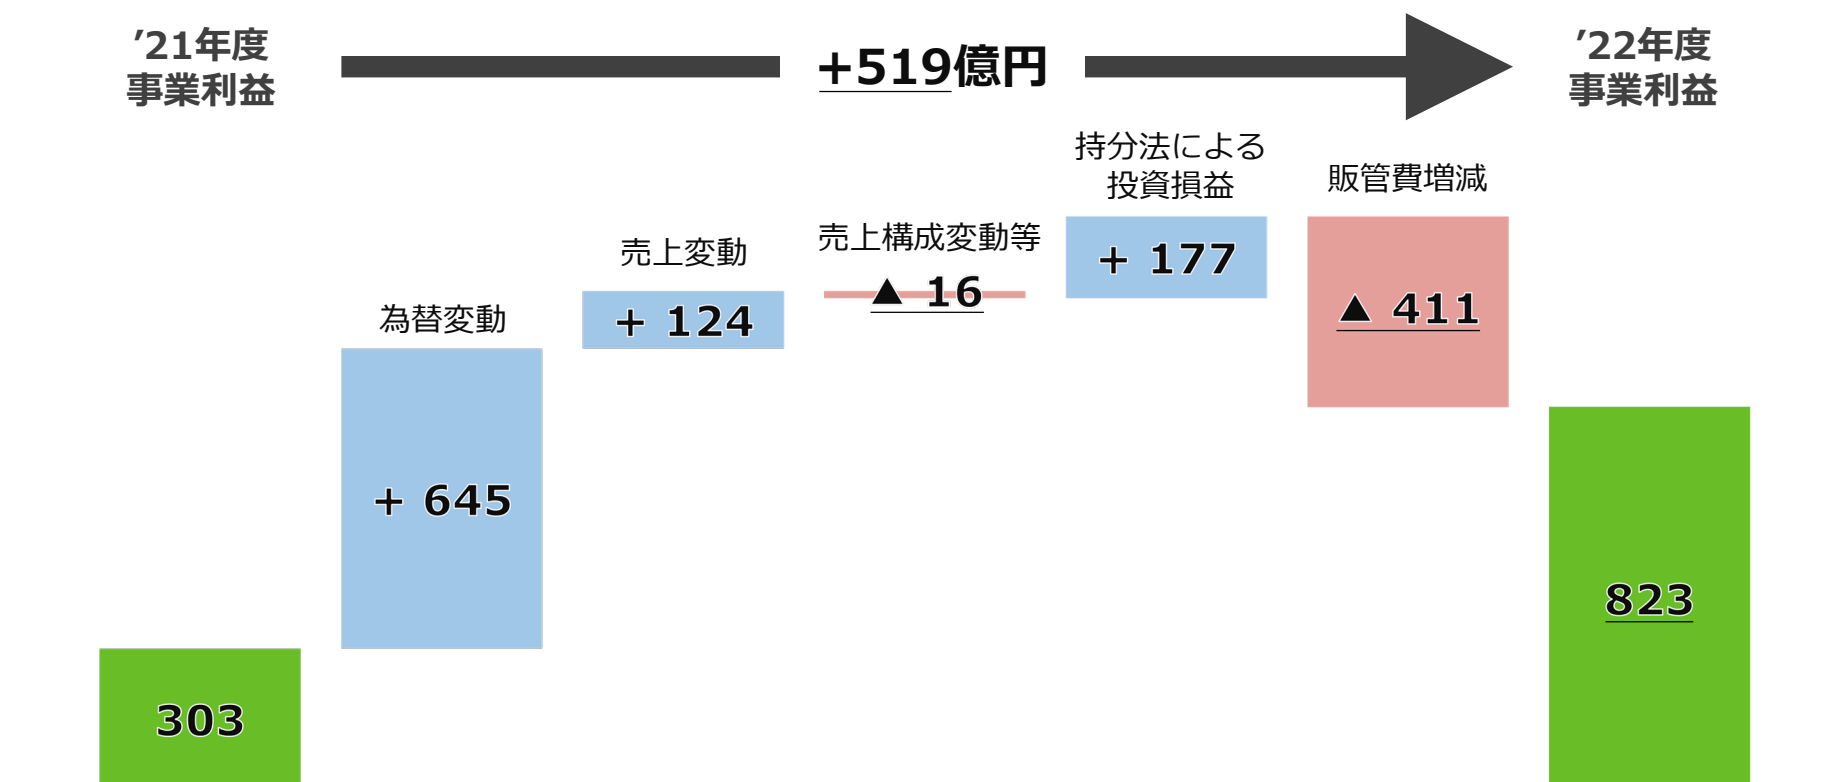 ’21年度
事業利益
+519億円
’22年度
事業利益
持分法による
投資損益
販管費増減
売上構成変動等
売上変動
為替変動
+ 177
▲ 16
▲ 411
+ 124
+ 645
823
303